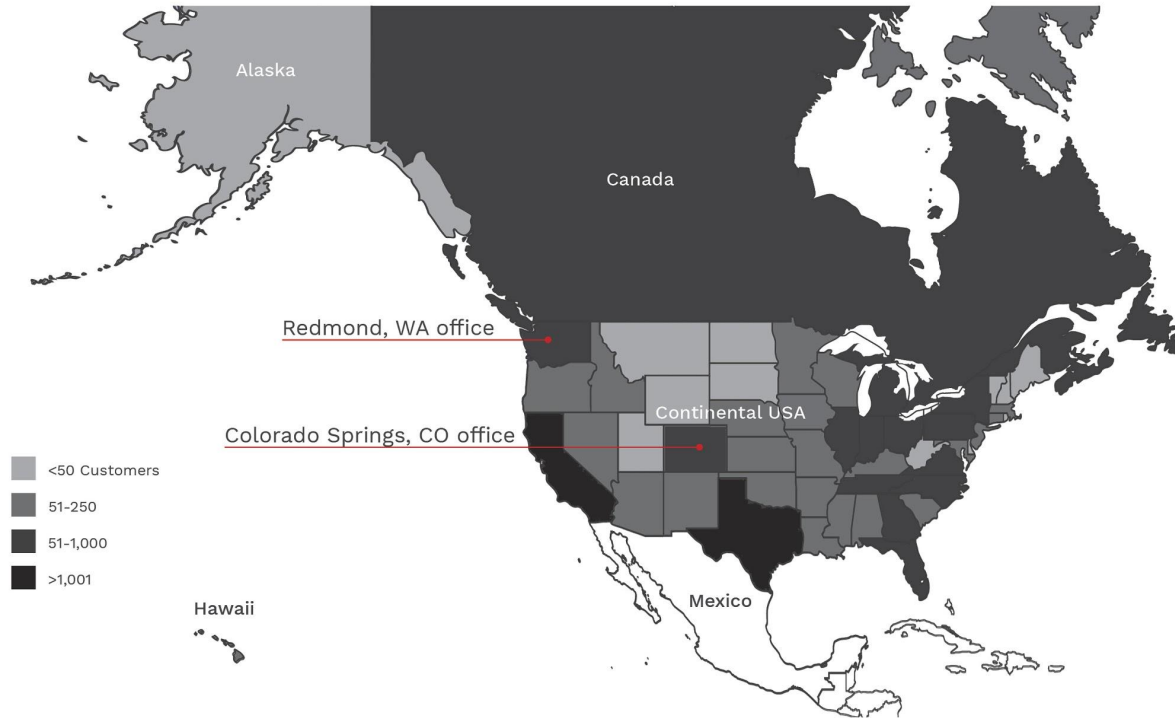 Alaska
Canada
Redmond, WA office
Continental USA
Colorado Springs, CO office
<50 Customers
51-250
51-1,000
>1,001
Hawaii
Mexico